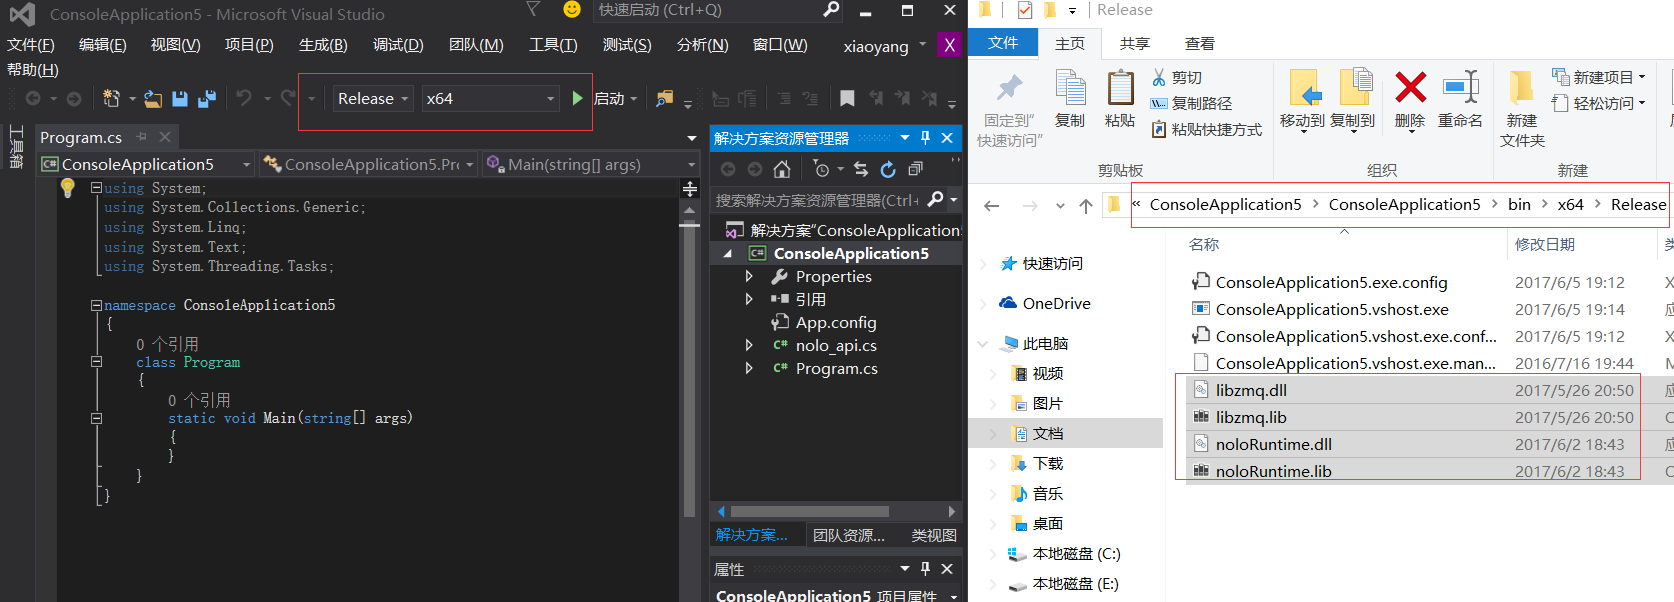 ConsoleApplication5 - Microsoft Visual Studio
快速启动 (Ctrl+Q)
文件(F) 编辑(E) 视图(V) 项目(P) 生成(B) 调试(D) 团队(M) 工具(T) 测试(S) 分析(N) 窗口(W) xiaoyang X
帮助(H)
Release x64 启动
工具箱
Program.cs
ConsoleApplication5 ConsoleApplication5.Prc Main(string[] args)
using System;
using System.Collections.Generic;
using System.Linq;
using System.Text;
using System.Threading.Tasks;
namespace ConsoleApplication5
{
0 个引用
class Program
{
0 个引用
static void Main(string[] args)
{
}
}
}
解决方案资源管理器
搜索解决方案资源管理器(Ctrl+
解决方案"ConsoleApplication
ConsoleApplication5
Properties
引用
App.config
nolo_api.cs
Program.cs
解决方案... 团队资源... 类视图
属性
ConsoleApplication5 项目属性
Release
文件 主页 共享 查看
固定到"
快速访问"
复制
粘贴
剪切
复制路径
粘贴快捷方式
剪贴板
移动到 复制到 删除 重命名
组织
新建
文件夹
新建项目
轻松访问
新建
« ConsoleApplication5 > ConsoleApplication5 > bin > x64 > Release
名称 修改日期
快速访问
OneDrive
此电脑
视频
图片
文档
下载
音乐
桌面
本地磁盘 (C:)
本地磁盘 (E:)
ConsoleApplication5.exe.config 2017/6/5 19:12
ConsoleApplication5.vshost.exe 2017/6/5 19:14
ConsoleApplication5.vshost.exe.conf... 2017/6/5 19:12
ConsoleApplication5.vshost.exe.man... 2016/7/16 19:44
libzmq.dll 2017/5/26 20:50
libzmq.lib 2017/5/26 20:50
noloRuntime.dll 2017/6/2 18:43
noloRuntime.lib 2017/6/2 18:43